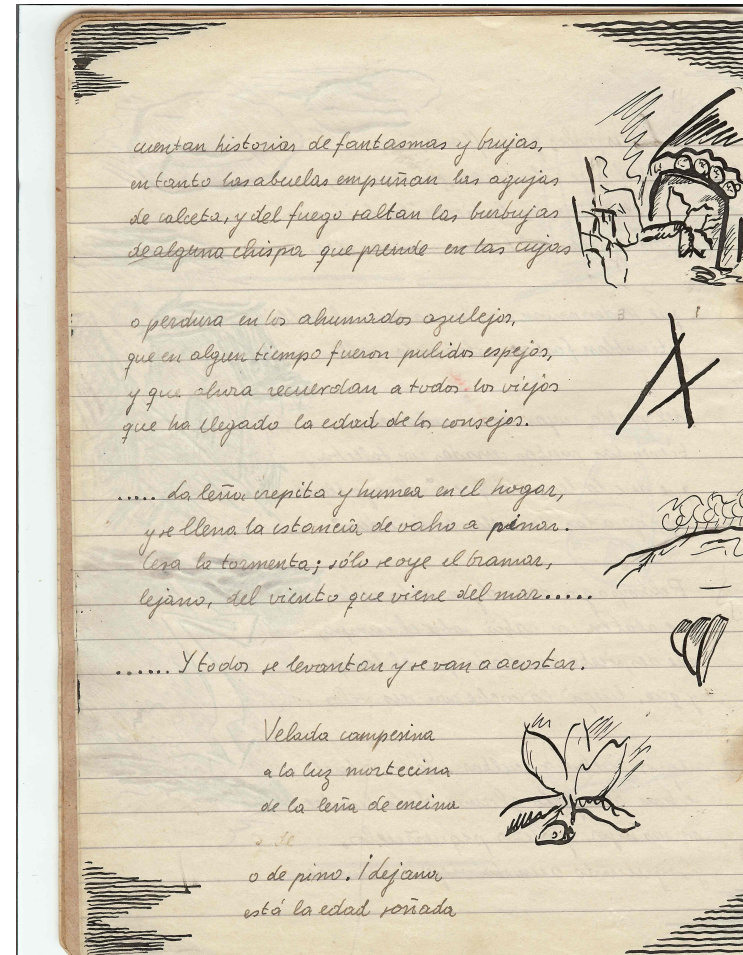 cuentan historias de fantasmas y brujas,
en tanto las abuelas empuñan las agujas
de calceta, y del fuego saltan las burbujas
de alguna chispa que prende en las cujas
o perdura en los ahumados azulejos,
que en algun tiempo fueron pulidos espejos,
y que ahora recuerdan a todos los viejos
que ha llegado la edad de los consejos.
..... La leña crepita y humea en el hogar,
y se llena la estancia de vaho a pinar.
Cesa la tormenta; sólo se oye el bramar,
lejano, del viento que viene del mar.....
...... Y todos se levantan y se van a acostar.
Velada campesina
a la luz mortecina
de la leña de encina
o de pino. ¡Lejana
está la edad soñada